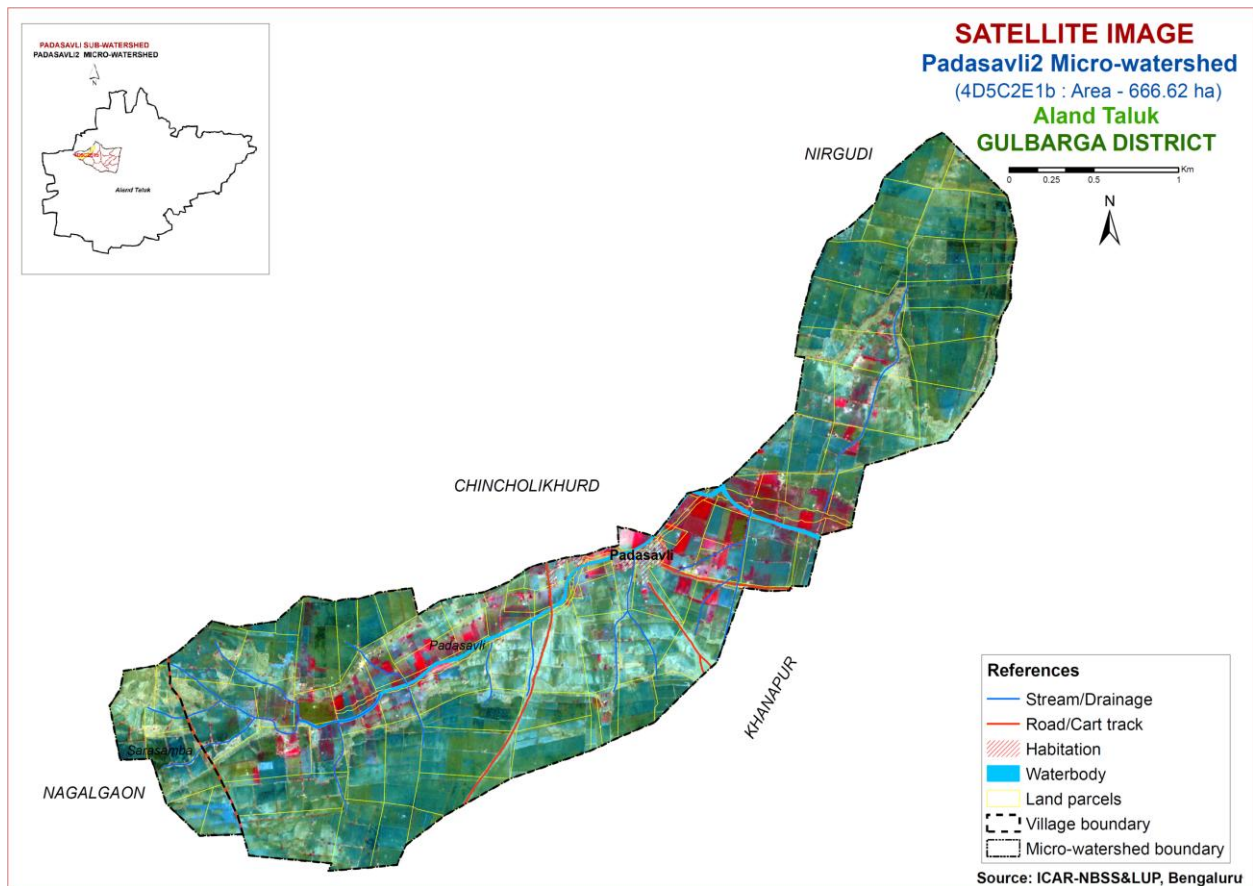 PADASAVLI SUB-WATERSHED
PADASAVLI2 MICRO-WATERSHED
N
4D5C2E1b
Aland Taluk
SATELLITE IMAGE
Padasavli2 Micro-watershed
(4D5C2E1b : Area - 666.62 ha)
Aland Taluk
GULBARGA DISTRICT
Km
0 0.25 0.5 1
N
NIRGUDI
CHINCHOLIKHURD
Padasavli
Padasavli
KHANAPUR
Sarasamba
NAGALGAON
References
Stream/Drainage
Road/Cart track
Habitation
Waterbody
Land parcels
Village boundary
Micro-watershed boundary
Source: ICAR-NBSS&LUP, Bengaluru